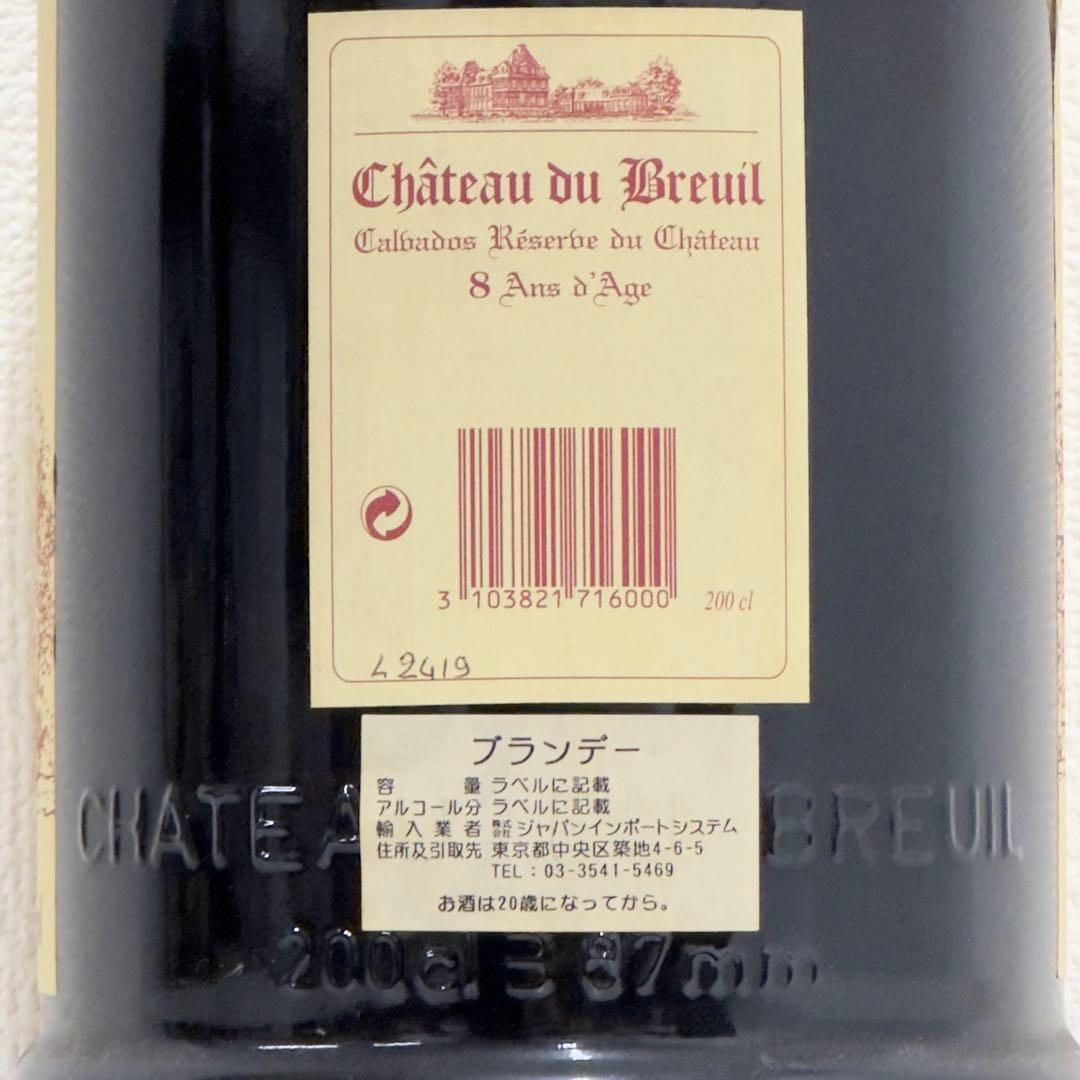 Château du Breuil
Calvados Réserve du Château
8 Ans d'Age
3 103821 716000
200 cl
L 2419
ブランデー
容 量 ラベルに記載
アルコール分 ラベルに記載
輸入業者 株式会社 ジャパンインポートシステム
住所及引取先 東京都中央区築地4-6-5
TEL : 03-3541-5469
お酒は20歳になってから。
CHATEA BREUIL
200cl 87mm